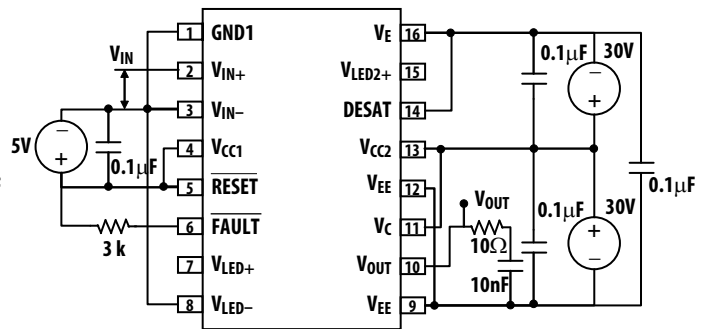 1 GND1
2 VIN+
3 VIN−
4 VCC1
5 RESET
6 FAULT
7 VLED+
8 VLED−
VE 16
VLED2+ 15
DESAT 14
VCC2 13
VEE 12
VC 11
VOUT 10
VEE 9
VIN
5V
−
+
0.1μF
3 k
VOUT
10Ω
10nF
0.1μF
30V
−
+
0.1μF
30V
+
−
0.1μF